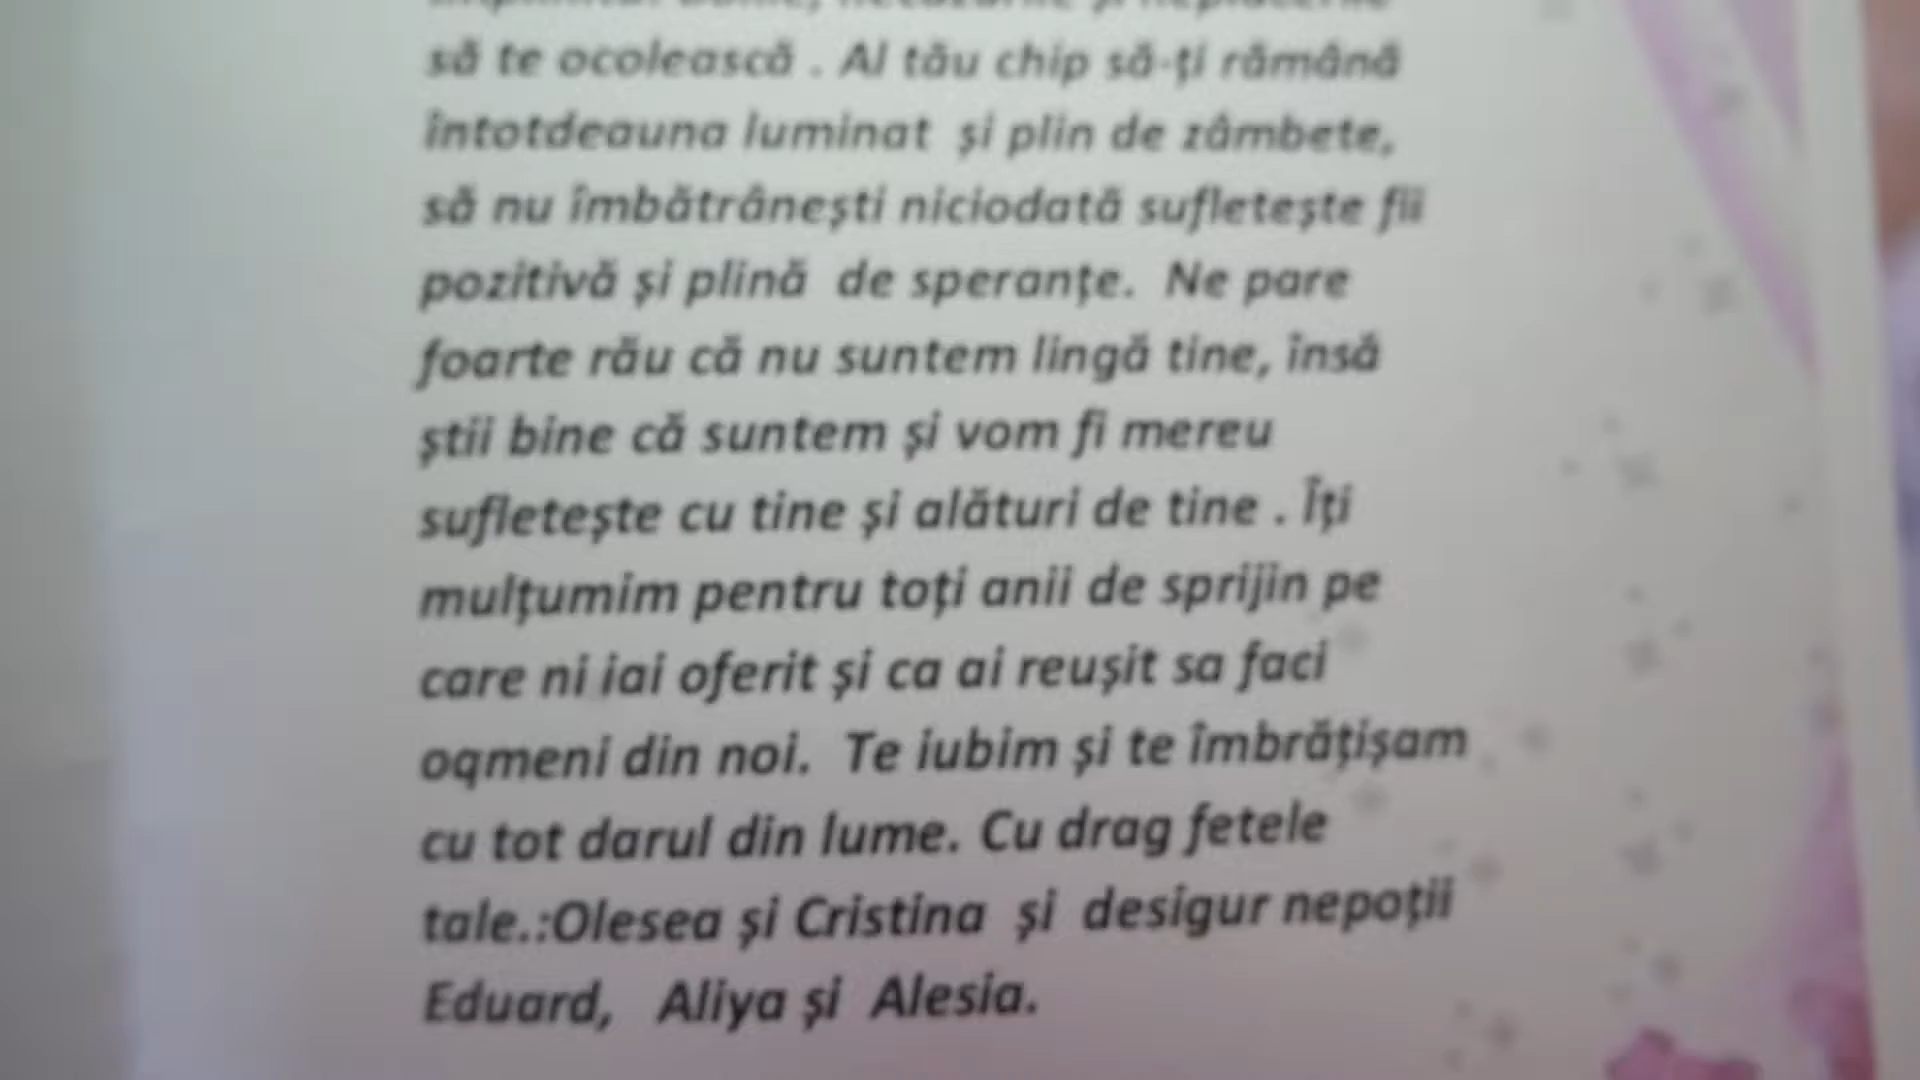 să te ocolească . Al tău chip să-ți rămână
întotdeauna luminat și plin de zâmbete,
să nu îmbătrânești niciodată sufletește fii
pozitivă și plină de speranțe. Ne pare
foarte rău că nu suntem lingă tine, însă
știi bine că suntem și vom fi mereu
sufletește cu tine și alături de tine . Îți
mulțumim pentru toți anii de sprijin pe
care ni iai oferit și ca ai reușit sa faci
oqmeni din noi. Te iubim și te îmbrățișam
cu tot darul din lume. Cu drag fetele
tale.:Olesea și Cristina și desigur nepoții
Eduard, Aliya și Alesia.